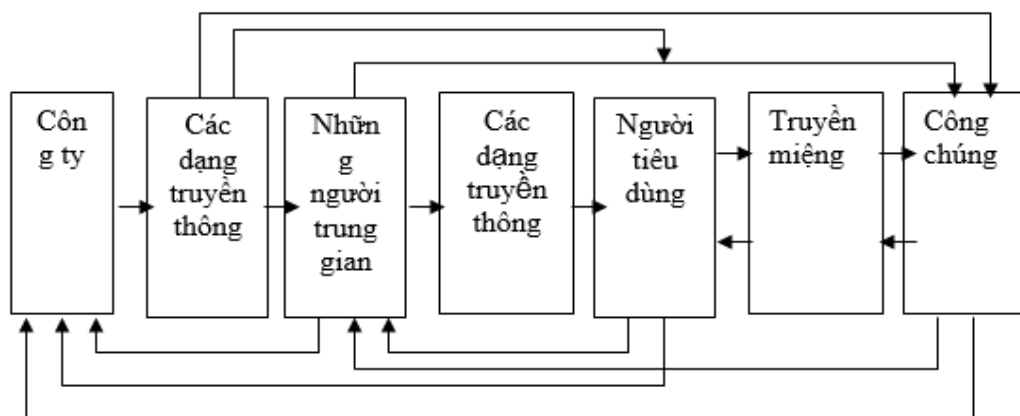 Côn
g ty
Các
dạng
truyền
thông
Nhữn
g
người
trung
gian
Các
dạng
truyền
thông
Người
tiêu
dùng
Truyền
miệng
Công
chúng